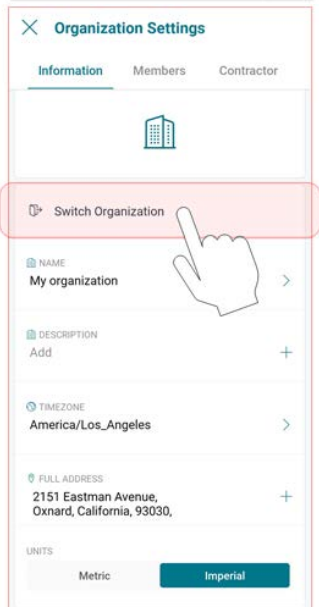 Organization Settings
Information Members Contractor
Switch Organization
NAME
My organization
DESCRIPTION
Add
TIMEZONE
America/Los_Angeles
FULL ADDRESS
2151 Eastman Avenue,
Oxnard, California, 93030,
UNITS
Metric Imperial